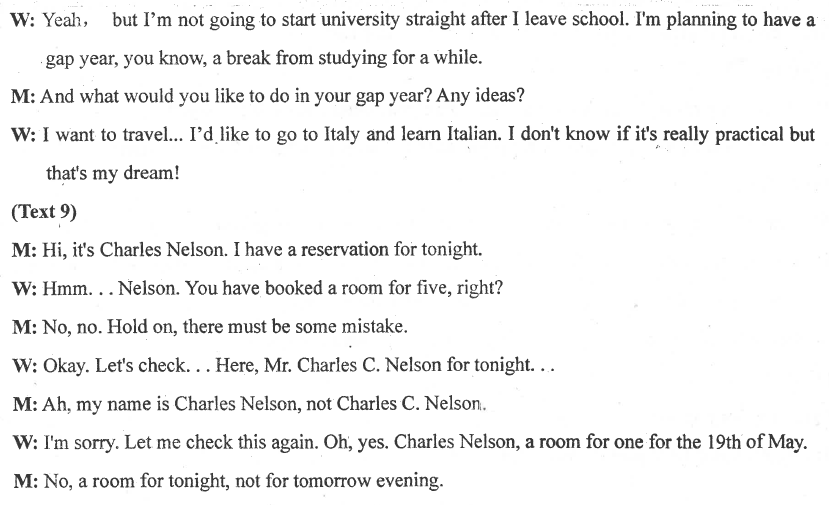 W: Yeah, but I'm not going to start university straight after I leave school. I'm planning to have a
gap year, you know, a break from studying for a while.
M: And what would you like to do in your gap year? Any ideas?
W: I want to travel... I'd like to go to Italy and learn Italian. I don't know if it's really practical but
that's my dream!
(Text 9)
M: Hi, it's Charles Nelson. I have a reservation for tonight.
W: Hmm. . . Nelson. You have booked a room for five, right?
M: No, no. Hold on, there must be some mistake.
W: Okay. Let's check. . . Here, Mr. Charles C. Nelson for tonight. . .
M: Ah, my name is Charles Nelson, not Charles C. Nelson.
W: I'm sorry. Let me check this again. Oh, yes. Charles Nelson, a room for one for the 19th of May.
M: No, a room for tonight, not for tomorrow evening.